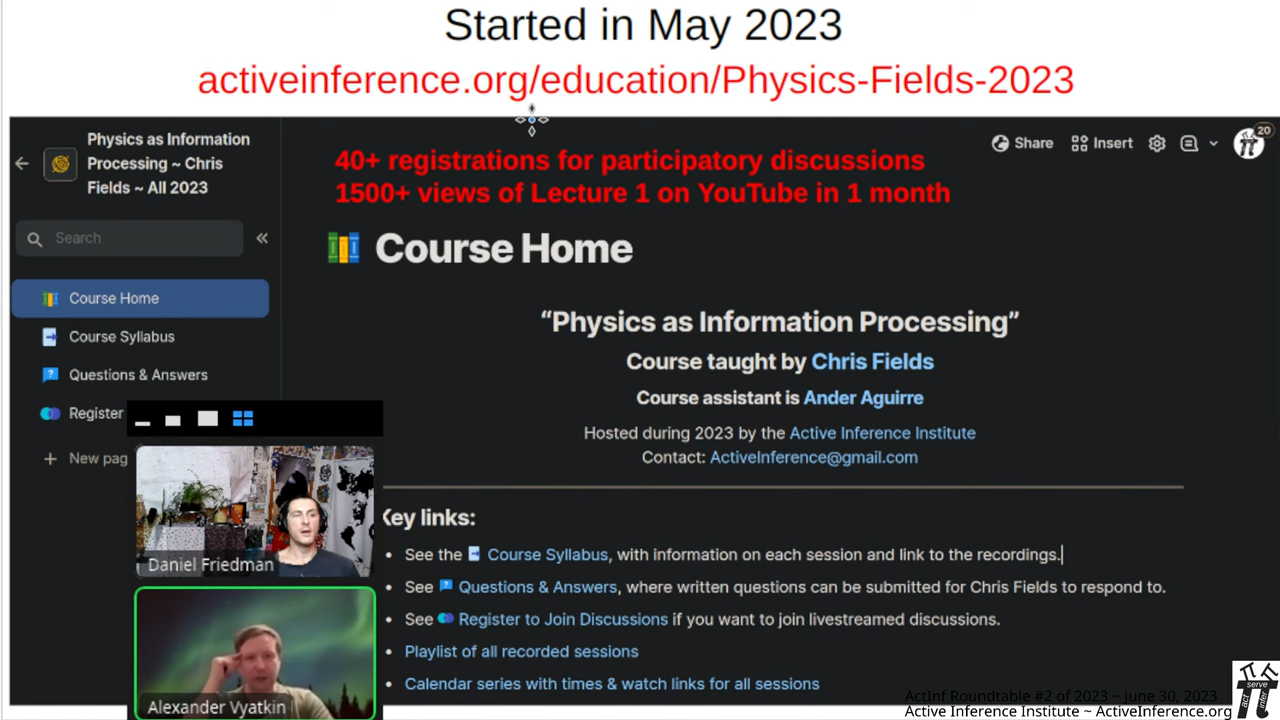 Started in May 2023
activeinference.org/education/Physics-Fields-2023
Physics as Information
Processing ~ Chris
Fields ~ All 2023
Share
Insert
20
40+ registrations for participatory discussions
1500+ views of Lecture 1 on YouTube in 1 month
Search
Course Home
Course Syllabus
Questions & Answers
Register
New pag
Course Home
“Physics as Information Processing”
Course taught by Chris Fields
Course assistant is Ander Aguirre
Hosted during 2023 by the Active Inference Institute
Contact: ActiveInference@gmail.com
Key links:
See the Course Syllabus, with information on each session and link to the recordings.
See Questions & Answers, where written questions can be submitted for Chris Fields to respond to.
See Register to Join Discussions if you want to join livestreamed discussions.
Playlist of all recorded sessions
Calendar series with times & watch links for all sessions
Daniel Friedman
Alexander Vyatkin
ActInf Roundtable #2 of 2023 ~ June 30, 2023
Active Inference Institute ~ ActiveInference.org
serve